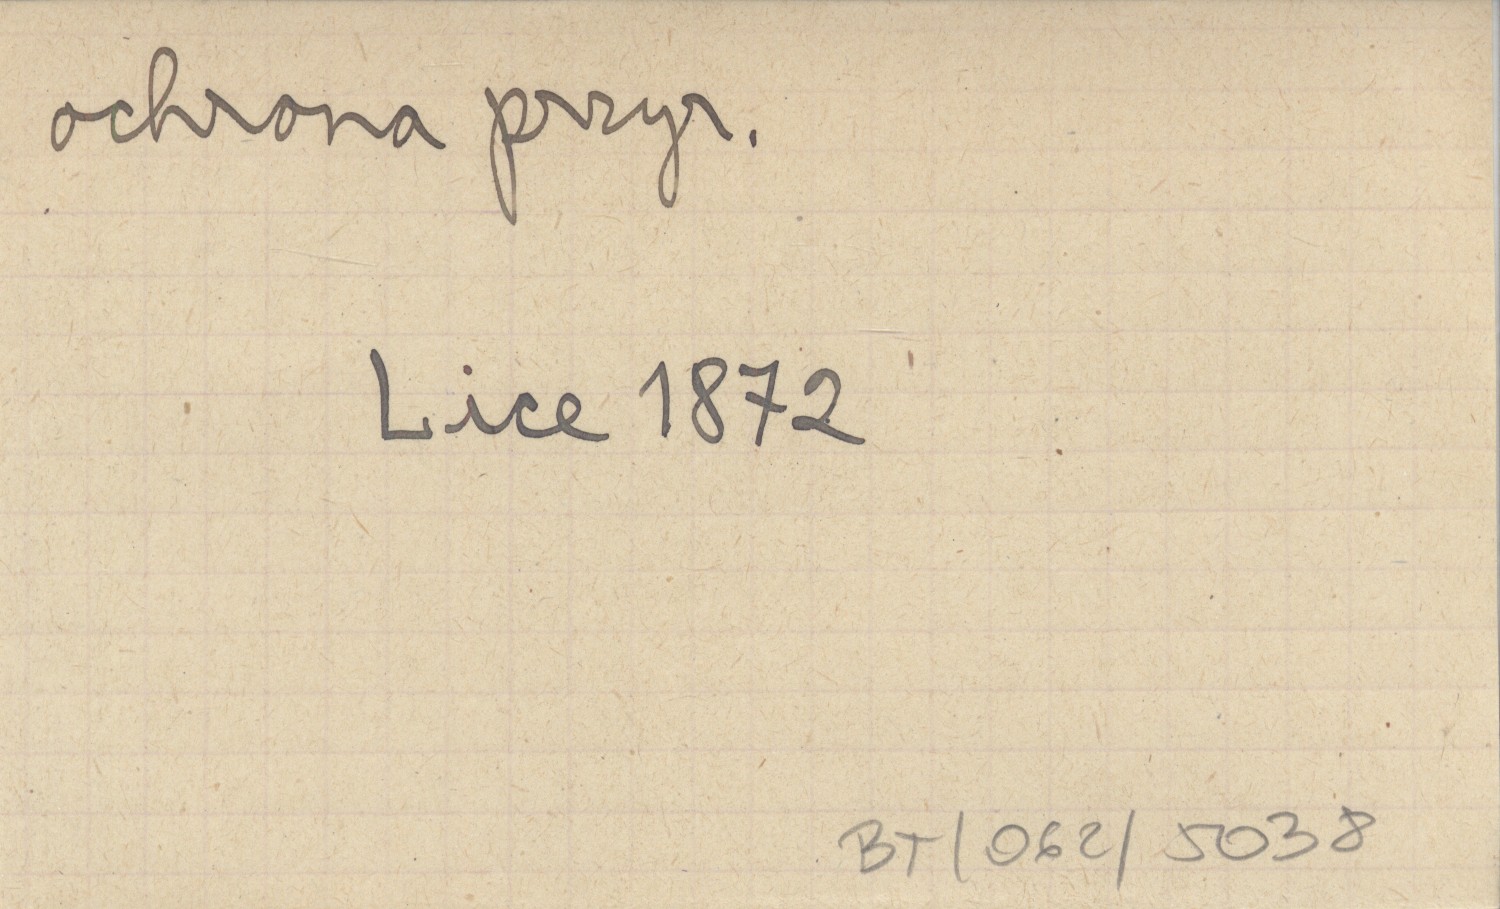 ochrona przyr.
Lice 1872
BT/062/5038